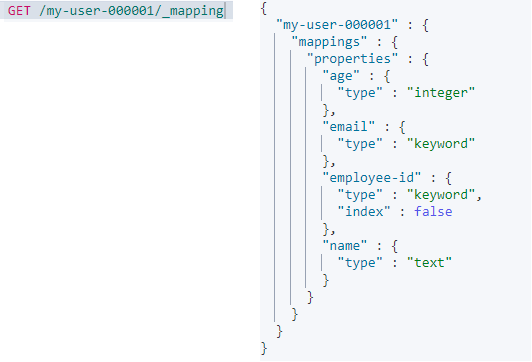 GET /my-user-000001/_mapping
{
"my-user-000001" : {
"mappings" : {
"properties" : {
"age" : {
"type" : "integer"
},
"email" : {
"type" : "keyword"
},
"employee-id" : {
"type" : "keyword",
"index" : false
},
"name" : {
"type" : "text"
}
}
}
}
}